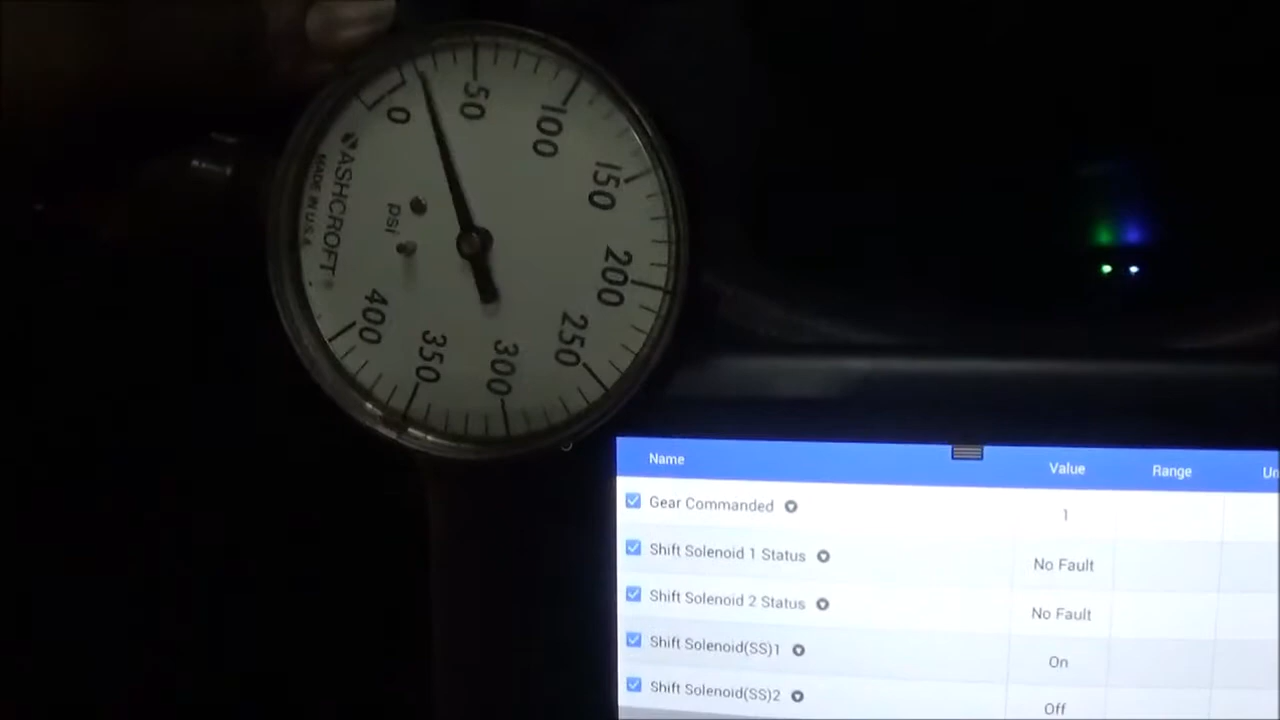 0
50
100
150
200
250
300
350
400
psi
ASHCROFT
MADE IN U.S.A.
Name Value Range Un
Gear Commanded 1
Shift Solenoid 1 Status No Fault
Shift Solenoid 2 Status No Fault
Shift Solenoid(SS)1 On
Shift Solenoid(SS)2 Off